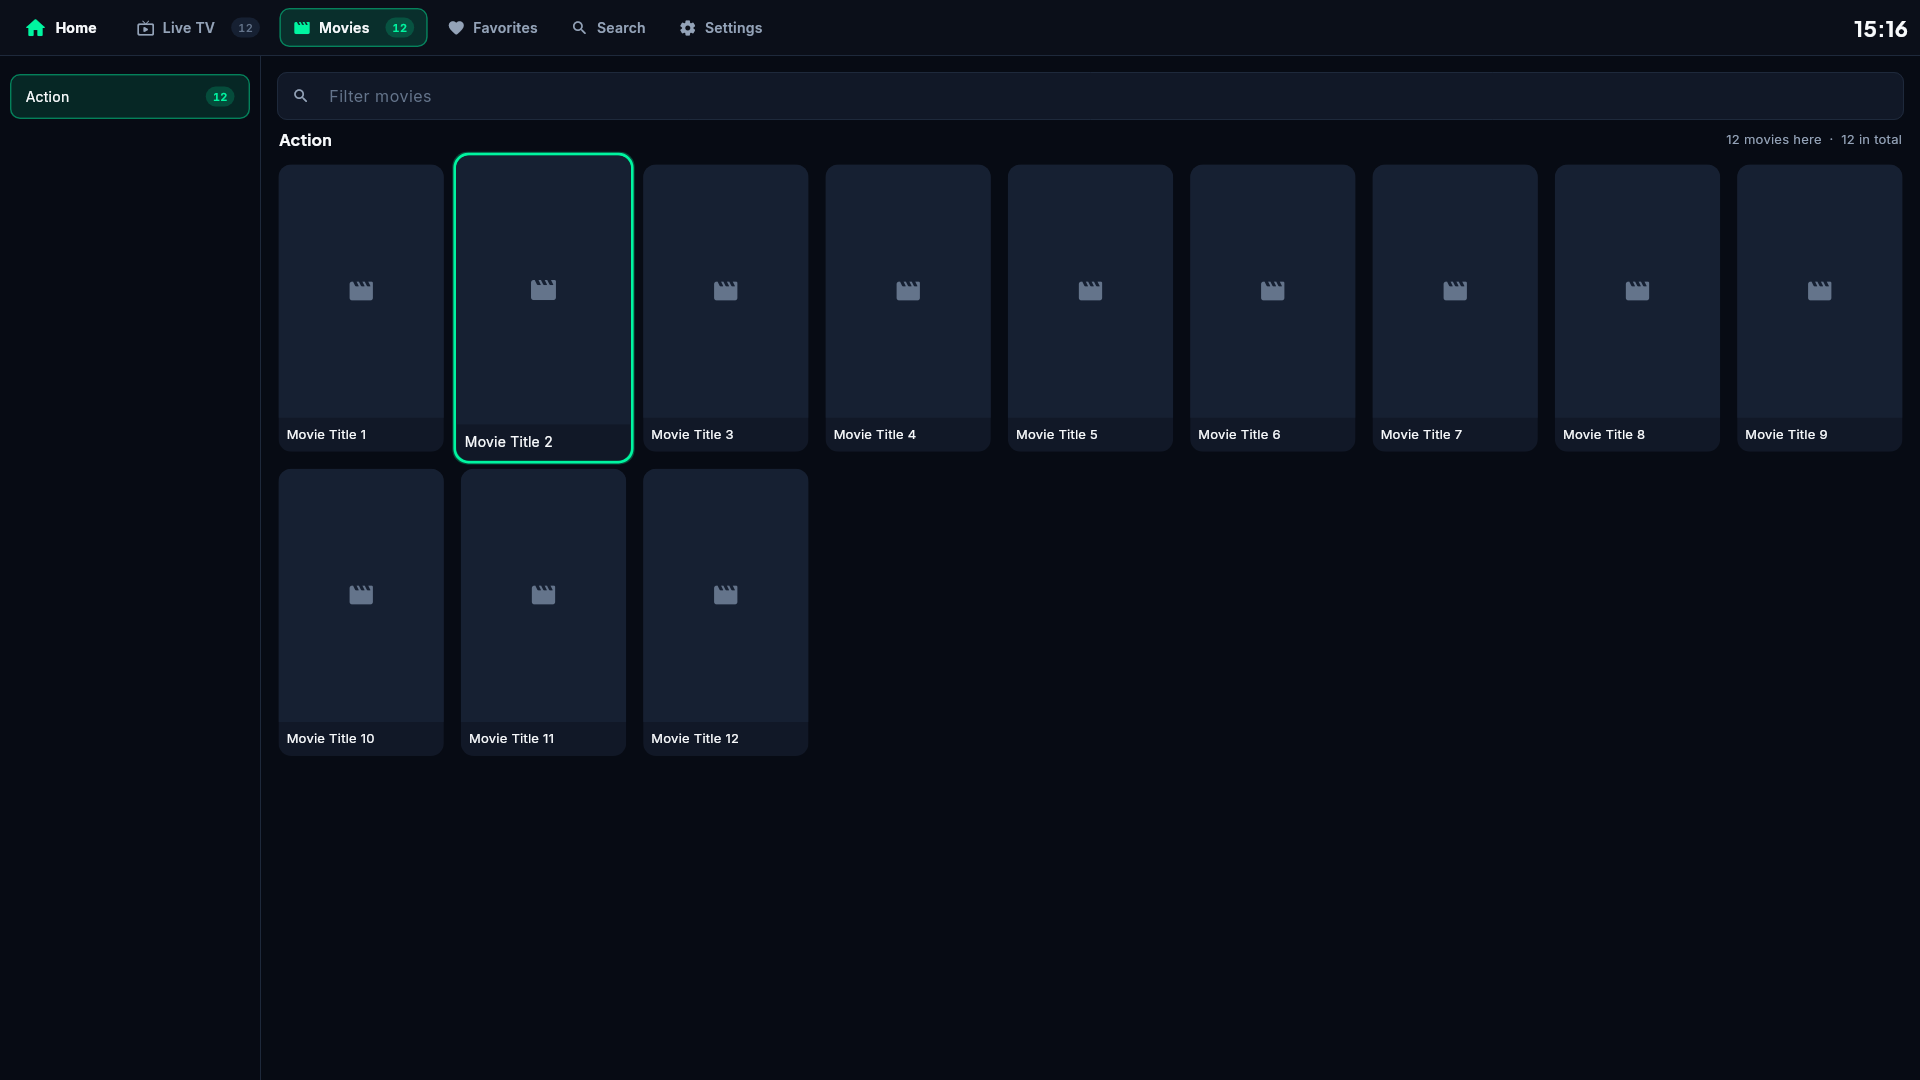 Home
Live TV 12
Movies 12
Favorites
Search
Settings
15:16
Action 12
Filter movies
Action
12 movies here · 12 in total
Movie Title 1
Movie Title 2
Movie Title 3
Movie Title 4
Movie Title 5
Movie Title 6
Movie Title 7
Movie Title 8
Movie Title 9
Movie Title 10
Movie Title 11
Movie Title 12